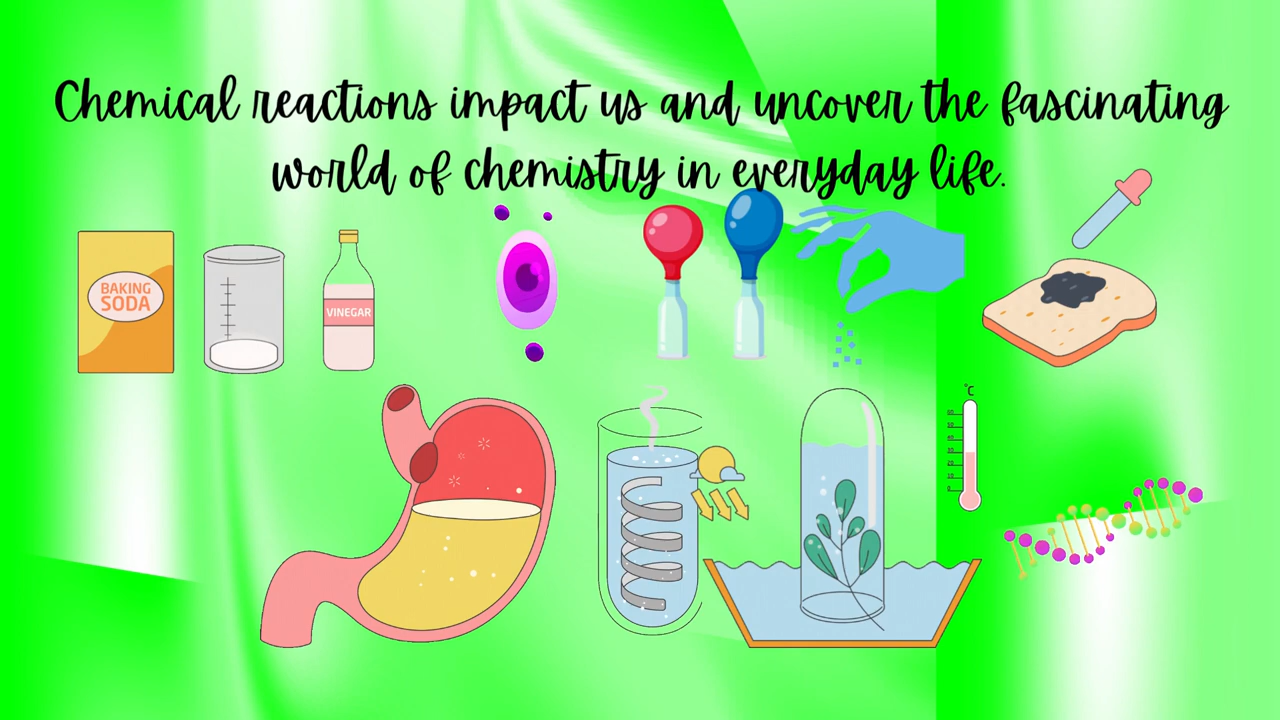 Chemical reactions impact us and uncover the fascinating
world of chemistry in everyday life.
BAKING
SODA
VINEGAR
°C